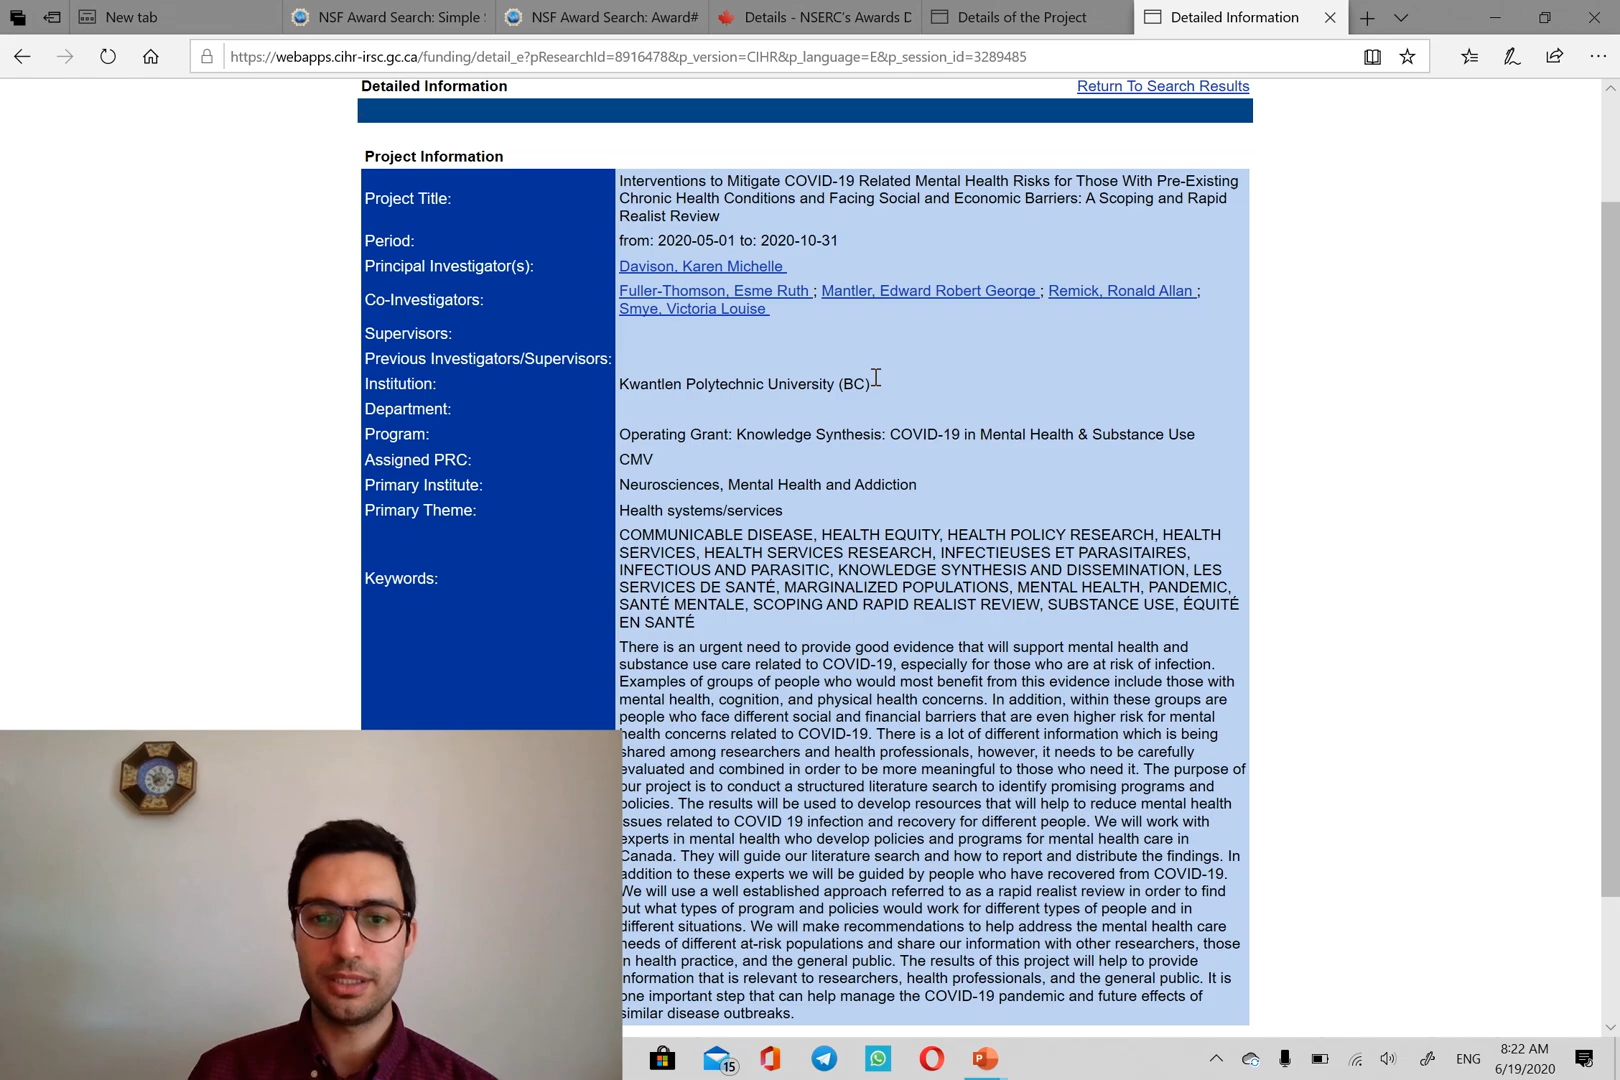 New tab
NSF Award Search: Simple S
NSF Award Search: Award#
Details - NSERC's Awards D
Details of the Project
Detailed Information
https://webapps.cihr-irsc.gc.ca/funding/detail_e?pResearchId=8916478&p_version=CIHR&p_language=E&p_session_id=3289485
Detailed Information
Return To Search Results
Project Information
Project Title:
Interventions to Mitigate COVID-19 Related Mental Health Risks for Those With Pre-Existing
Chronic Health Conditions and Facing Social and Economic Barriers: A Scoping and Rapid
Realist Review
Period:
from: 2020-05-01 to: 2020-10-31
Principal Investigator(s):
Davison, Karen Michelle
Co-Investigators:
Fuller-Thomson, Esme Ruth ; Mantler, Edward Robert George ; Remick, Ronald Allan ;
Smye, Victoria Louise
Supervisors:
Previous Investigators/Supervisors:
Institution:
Kwantlen Polytechnic University (BC)
Department:
Program:
Operating Grant: Knowledge Synthesis: COVID-19 in Mental Health & Substance Use
Assigned PRC:
CMV
Primary Institute:
Neurosciences, Mental Health and Addiction
Primary Theme:
Health systems/services
Keywords:
COMMUNICABLE DISEASE, HEALTH EQUITY, HEALTH POLICY RESEARCH, HEALTH
SERVICES, HEALTH SERVICES RESEARCH, INFECTIEUSES ET PARASITAIRES,
INFECTIOUS AND PARASITIC, KNOWLEDGE SYNTHESIS AND DISSEMINATION, LES
SERVICES DE SANTÉ, MARGINALIZED POPULATIONS, MENTAL HEALTH, PANDEMIC,
SANTÉ MENTALE, SCOPING AND RAPID REALIST REVIEW, SUBSTANCE USE, ÉQUITÉ
EN SANTÉ
There is an urgent need to provide good evidence that will support mental health and
substance use care related to COVID-19, especially for those who are at risk of infection.
Examples of groups of people who would most benefit from this evidence include those with
mental health, cognition, and physical health concerns. In addition, within these groups are
people who face different social and financial barriers that are even higher risk for mental
health concerns related to COVID-19. There is a lot of different information which is being
shared among researchers and health professionals, however, it needs to be carefully
evaluated and combined in order to be more meaningful to those who need it. The purpose of
our project is to conduct a structured literature search to identify promising programs and
policies. The results will be used to develop resources that will help to reduce mental health
issues related to COVID 19 infection and recovery for different people. We will work with
experts in mental health who develop policies and programs for mental health care in
Canada. They will guide our literature search and how to report and distribute the findings. In
addition to these experts we will be guided by people who have recovered from COVID-19.
We will use a well established approach referred to as a rapid realist review in order to find
out what types of program and policies would work for different types of people and in
different situations. We will make recommendations to help address the mental health care
needs of different at-risk populations and share our information with other researchers, those
in health practice, and the general public. The results of this project will help to provide
information that is relevant to researchers, health professionals, and the general public. It is
one important step that can help manage the COVID-19 pandemic and future effects of
similar disease outbreaks.
15
ENG
8:22 AM
6/19/2020